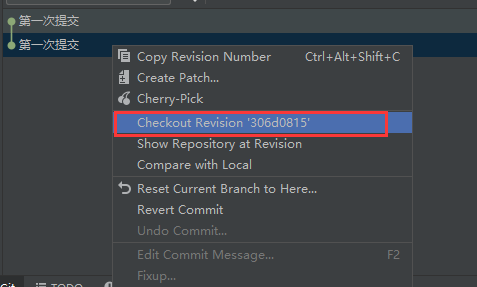 第一次提交
第一次提交
Copy Revision Number Ctrl+Alt+Shift+C
Create Patch...
Cherry-Pick
Checkout Revision '306d0815'
Show Repository at Revision
Compare with Local
Reset Current Branch to Here...
Revert Commit
Undo Commit...
Edit Commit Message... F2
Fixup...
Git TODO